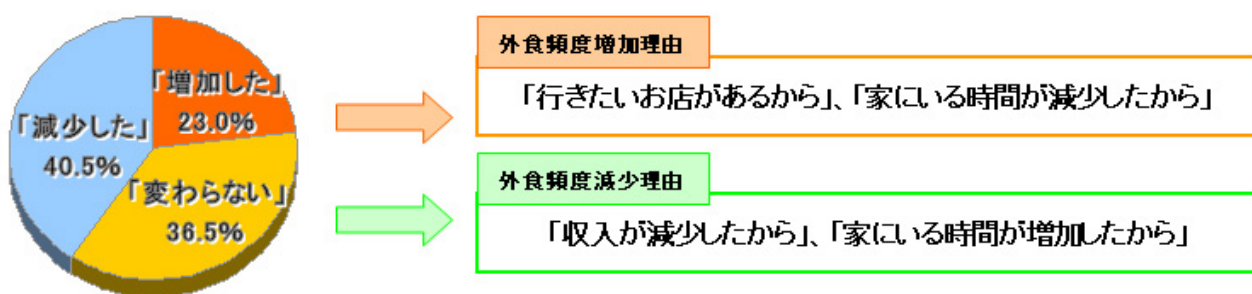 「増加した」
23.0%
「減少した」
40.5%
「変わらない」
36.5%
外食頻度増加理由
「行きたいお店があるから」、「家にいる時間が減少したから」
外食頻度減少理由
「収入が減少したから」、「家にいる時間が増加したから」